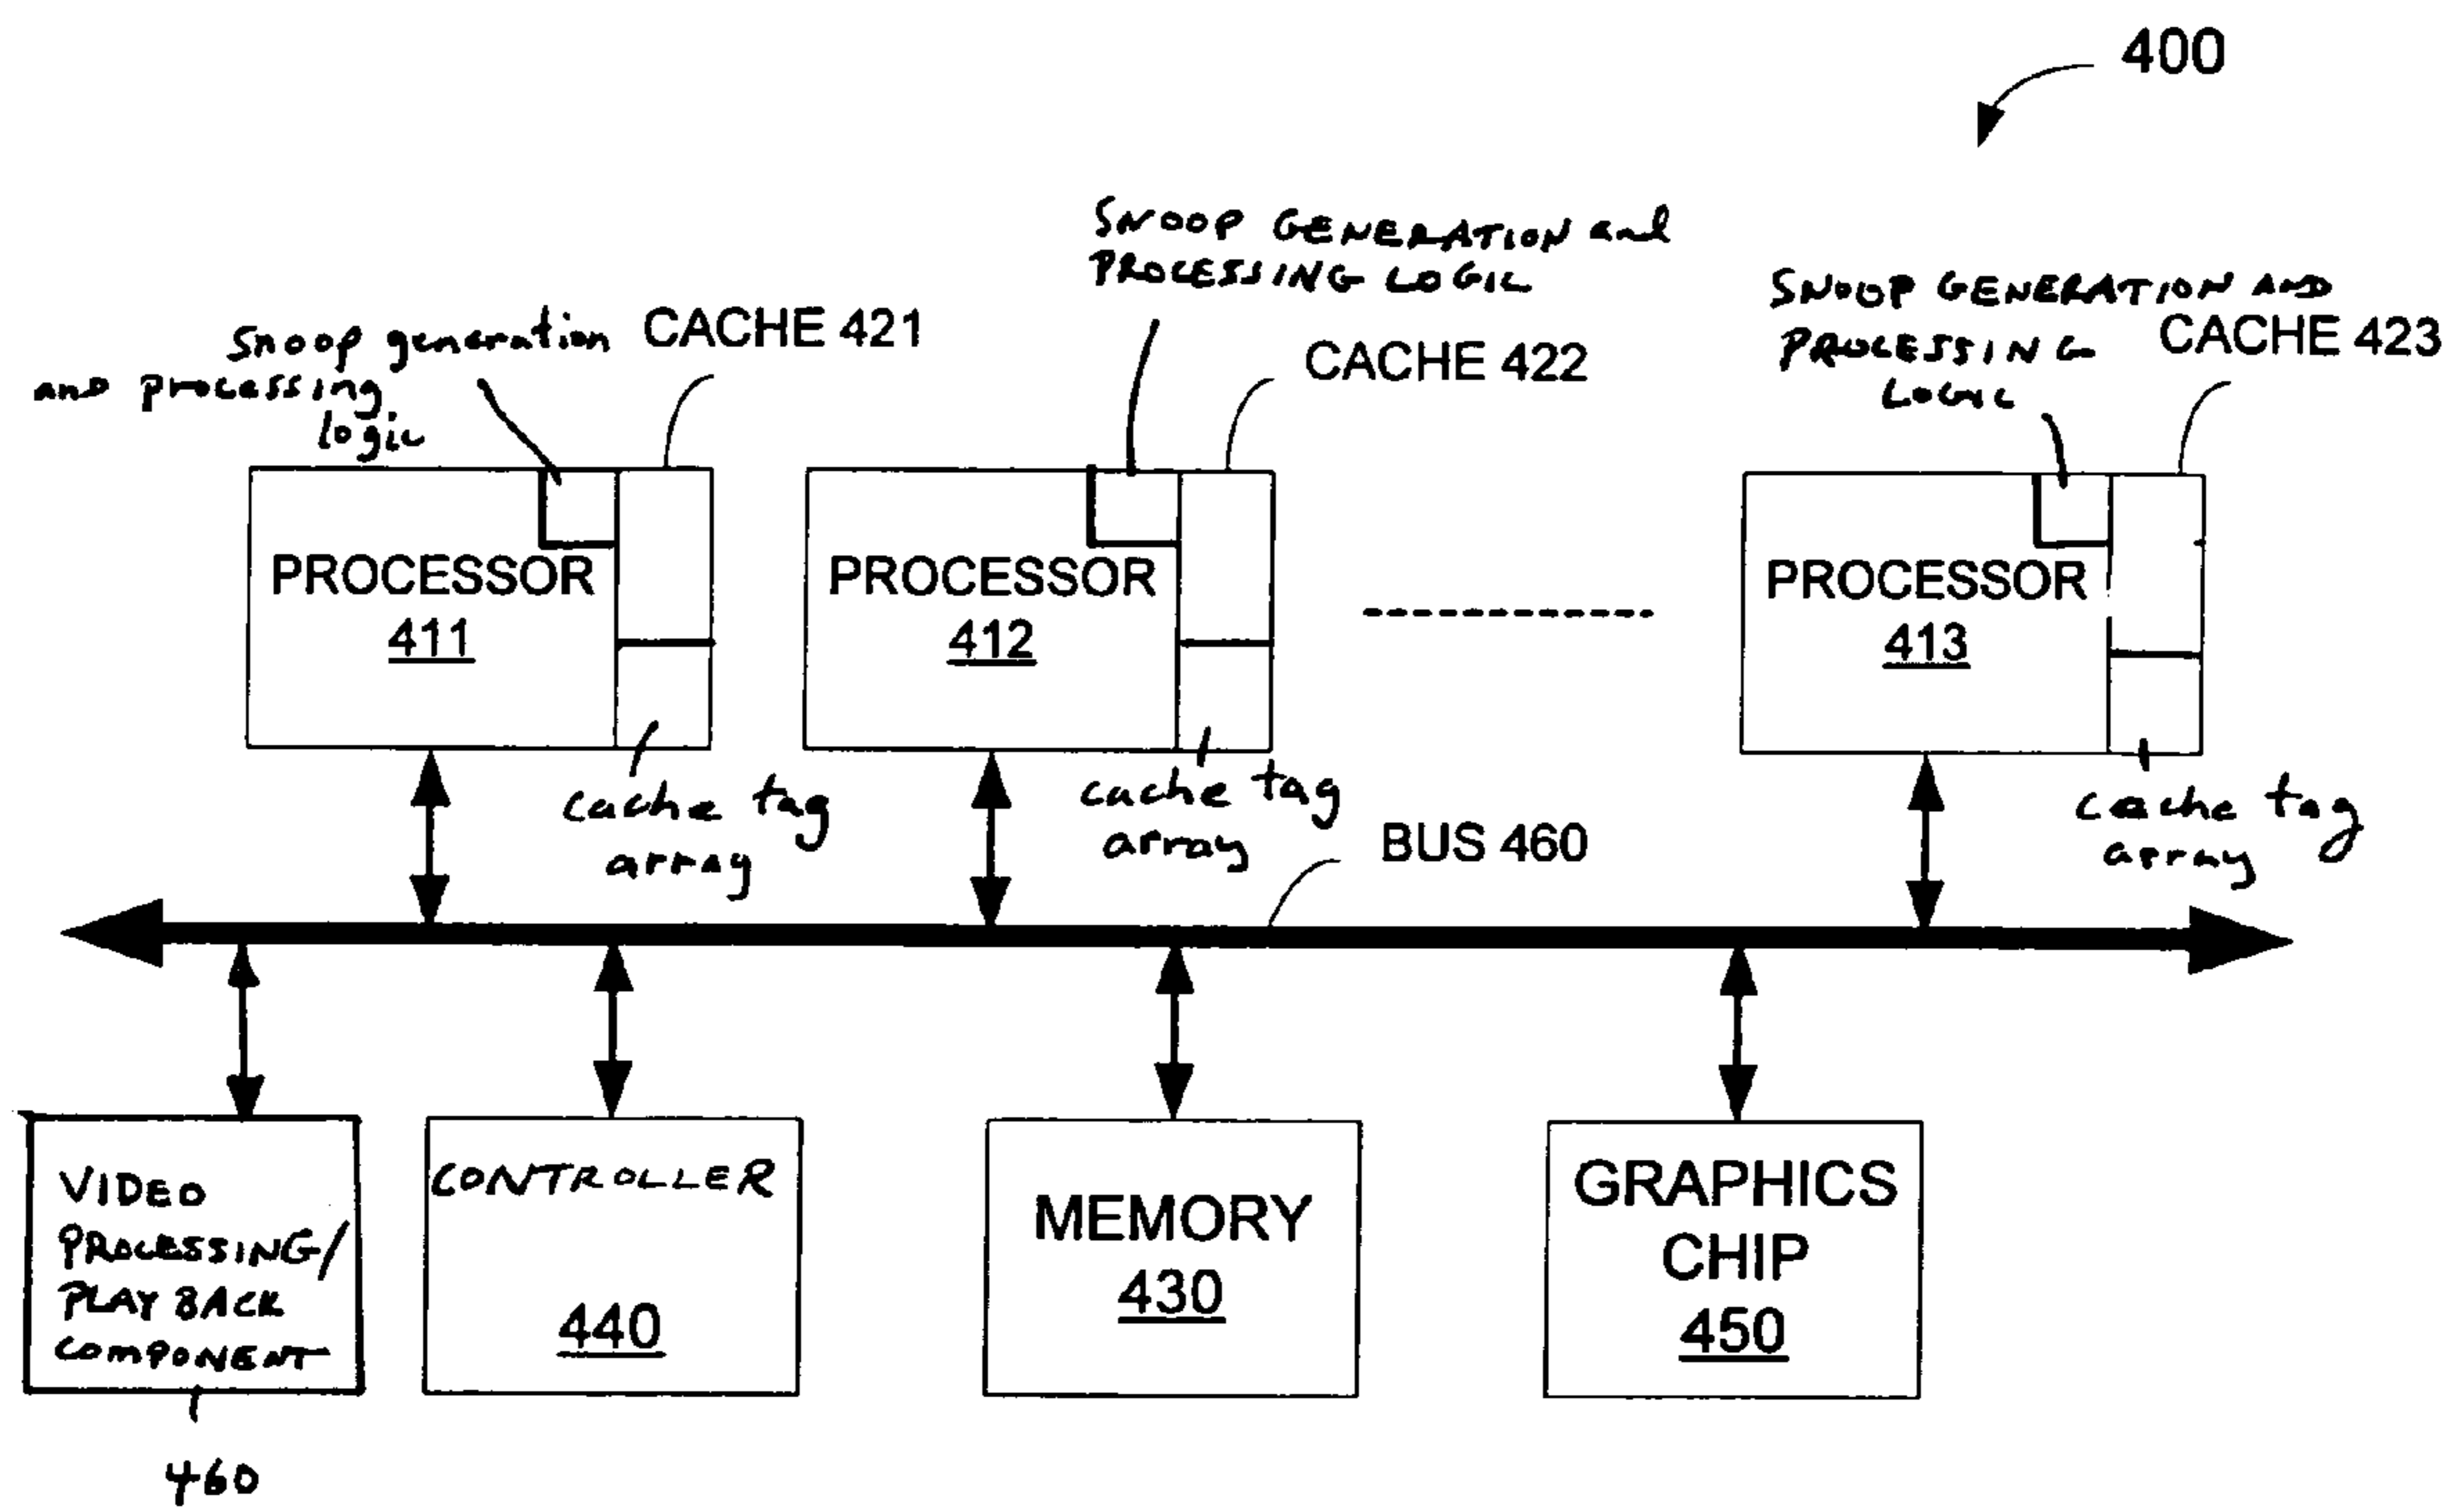 400
SNOOP GENERATION and
PROCESSING LOGIC
SNOOP GENERATION AND
PROCESSING
LOGIC
Snoop generation
AND processing
logic
CACHE 421
CACHE 422
CACHE 423
PROCESSOR
411
PROCESSOR
412
PROCESSOR
413
cache tag
array
cache tag
array
cache tag
array
BUS 460
VIDEO
PROCESSING/
PLAY BACK
COMPONENT
460
CONTROLLER
440
MEMORY
430
GRAPHICS
CHIP
450